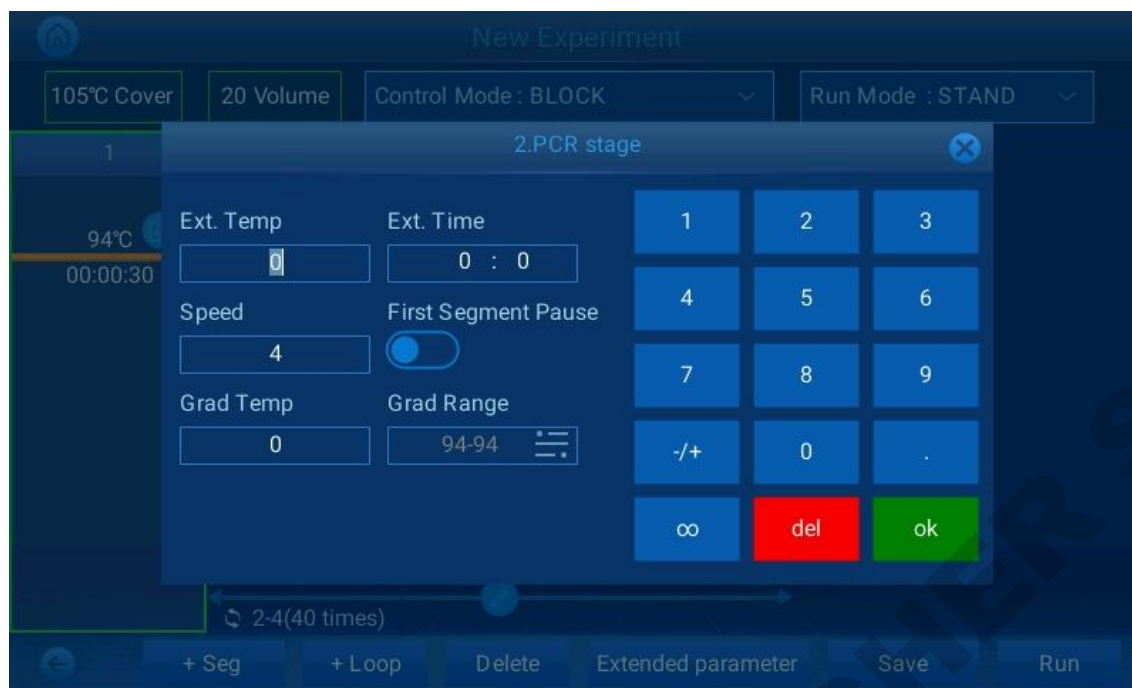 New Experiment
105℃ Cover
20 Volume
Control Mode : BLOCK
Run Mode : STAND
1
2.PCR stage
94℃
00:00:30
Ext. Temp
Ext. Time
0
0 : 0
Speed
First Segment Pause
4
Grad Temp
Grad Range
0
94-94
1
2
3
4
5
6
7
8
9
-/+
0
.
∞
del
ok
2-4(40 times)
+ Seg
+ Loop
Delete
Extended parameter
Save
Run